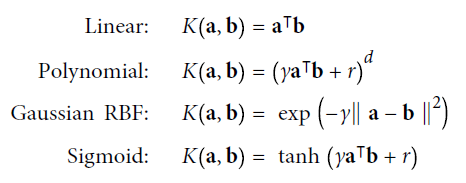 Linear: K(a, b) = aᵀb
Polynomial: K(a, b) = (γaᵀb + r)ᵈ
Gaussian RBF: K(a, b) = exp (−γ‖ a − b ‖²)
Sigmoid: K(a, b) = tanh (γaᵀb + r)